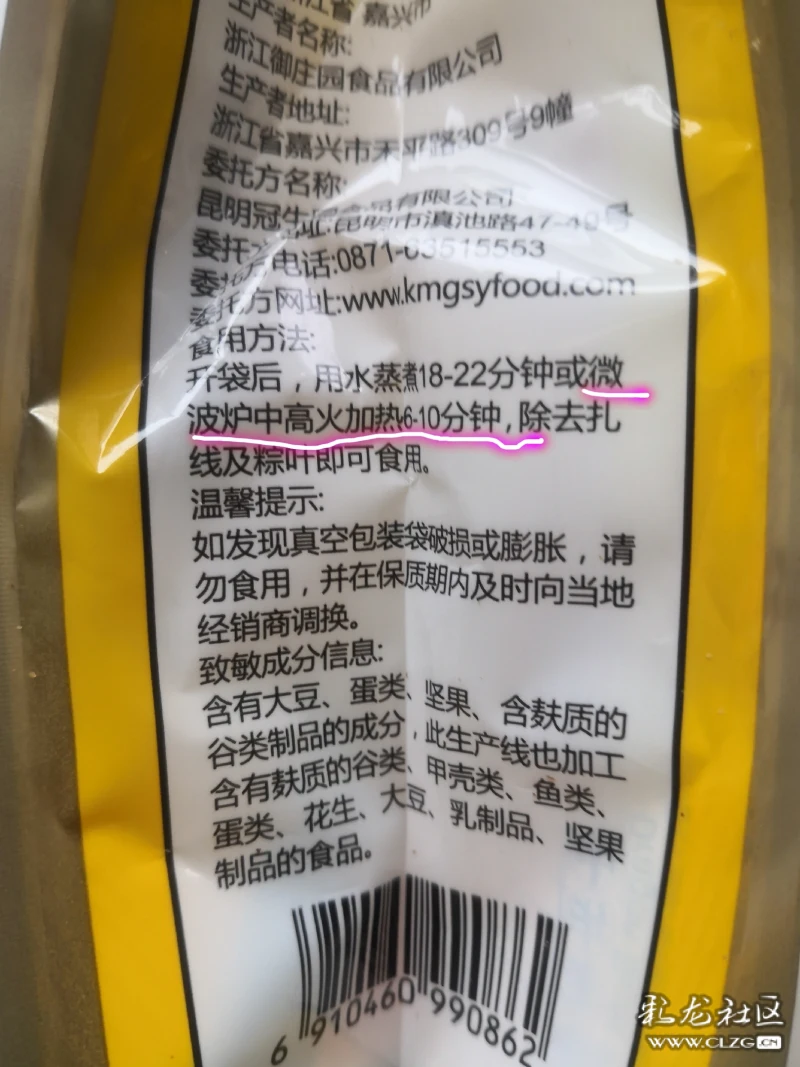 江省 嘉兴市
生产者名称:
浙江御庄园食品有限公司
生产者地址:
浙江省嘉兴市禾平路309号9幢
委托方名称:
昆明冠生园食品有限公司
址:昆明市滇池路47-49号
委托方电话:0871-63515553
委托方网址:www.kmgsyfood.com
食用方法:
开袋后，用水蒸煮18-22分钟或微
波炉中高火加热6-10分钟,除去扎
线及粽叶即可食用。
温馨提示:
如发现真空包装袋破损或膨胀，请
勿食用，并在保质期内及时向当地
经销商调换。
致敏成分信息:
含有大豆、蛋类、坚果、含麸质的
谷类制品的成分，此生产线也加工
含有麸质的谷类、甲壳类、鱼类、
蛋类、花生、大豆、乳制品、坚果
制品的食品。
6 910460 990862
彩龙社区
WWW.CLZG.CN